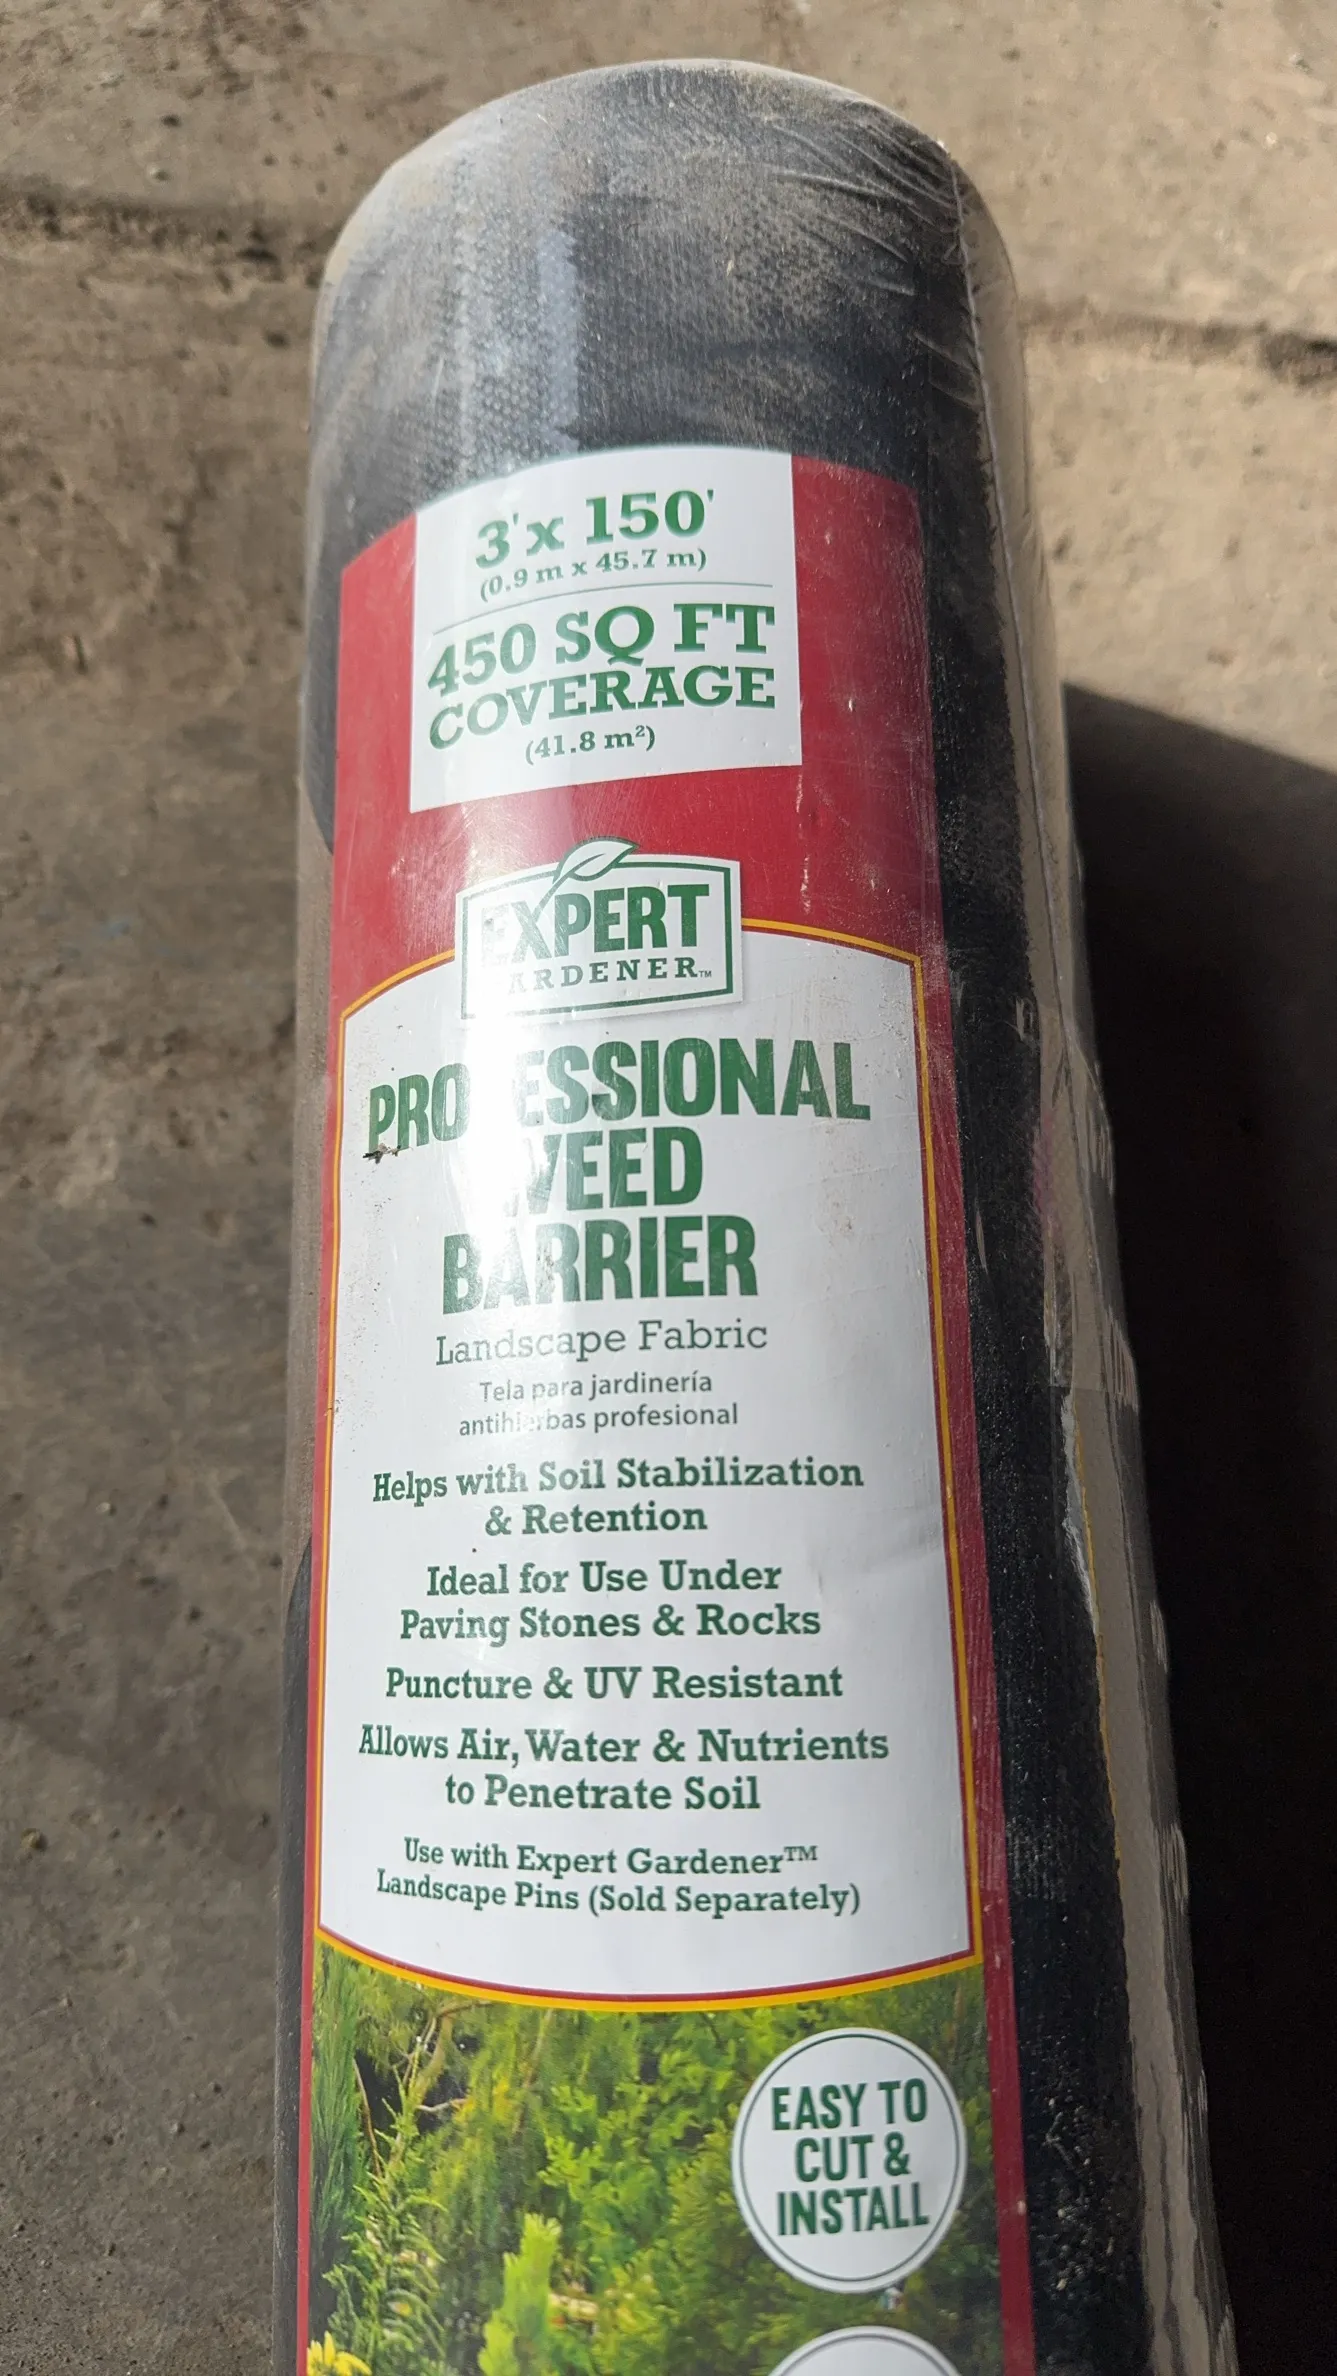 3' x 150'
(0.9 m x 45.7 m)
450 SQ FT
COVERAGE
(41.8 m²)
EXPERT
GARDENER™
PROFESSIONAL
WEED
BARRIER
Landscape Fabric
Tela para jardinería
antihierbas profesional
Helps with Soil Stabilization
& Retention
Ideal for Use Under
Paving Stones & Rocks
Puncture & UV Resistant
Allows Air, Water & Nutrients
to Penetrate Soil
Use with Expert Gardener™
Landscape Pins (Sold Separately)
EASY TO
CUT &
INSTALL